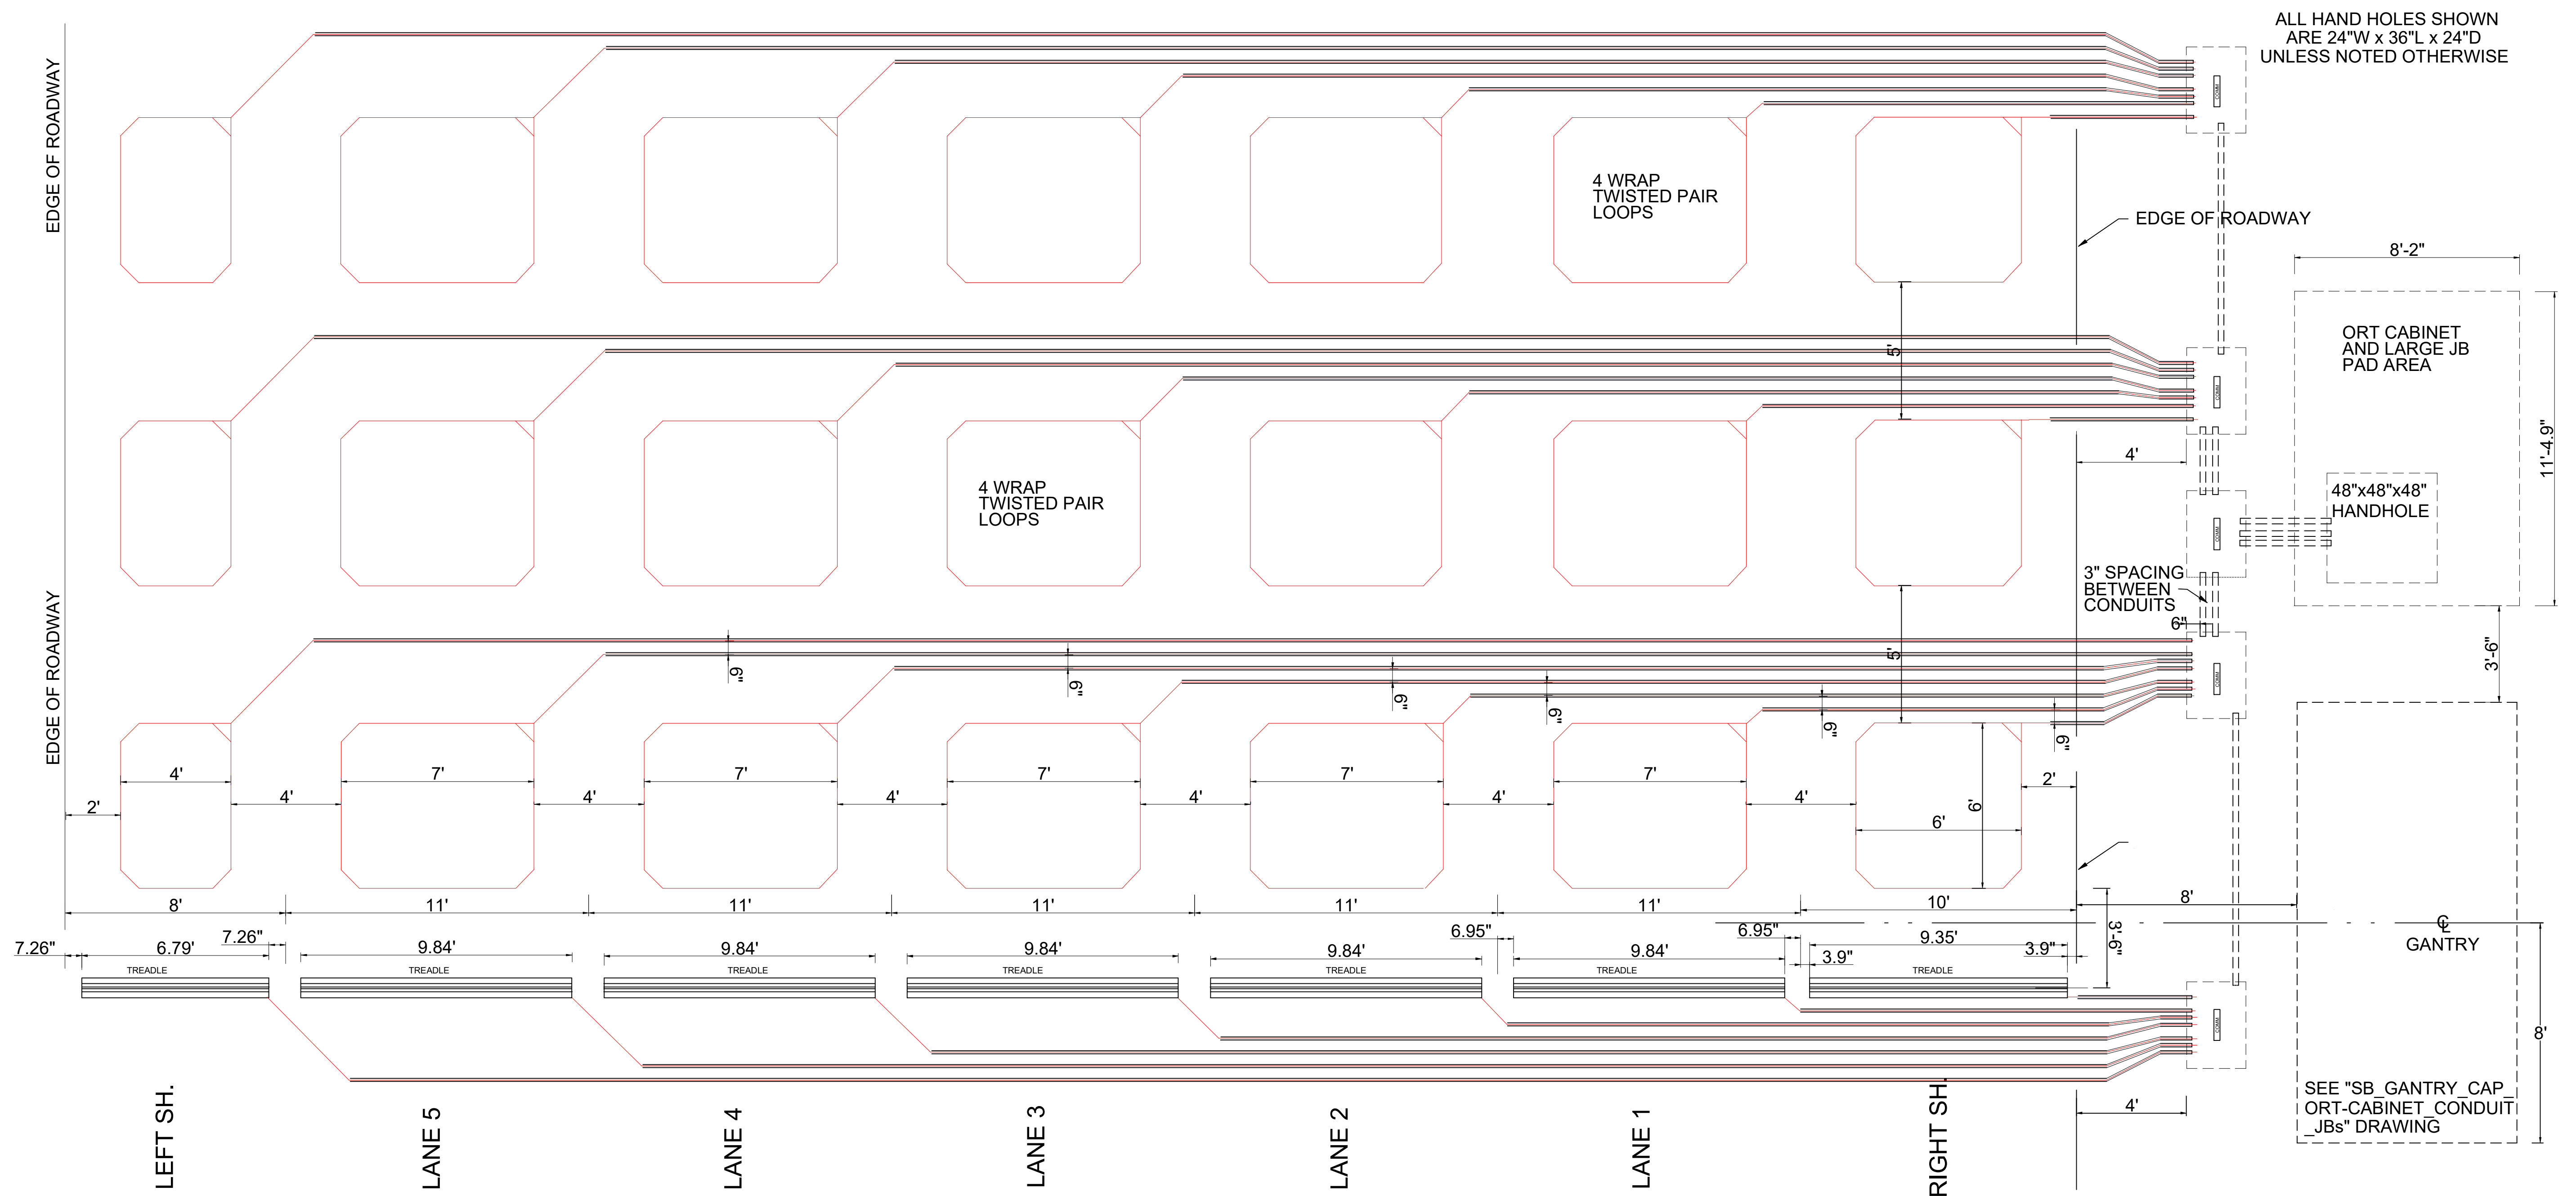 ALL HAND HOLES SHOWN
ARE 24"W x 36"L x 24"D
UNLESS NOTED OTHERWISE
EDGE OF ROADWAY
COMM
4 WRAP
TWISTED PAIR
LOOPS
EDGE OF ROADWAY
8'-2"
ORT CABINET
AND LARGE JB
PAD AREA
5'
COMM
11'-4.9"
4'
4 WRAP
TWISTED PAIR
LOOPS
48"x48"x48"
HANDHOLE
COMM
3" SPACING
BETWEEN
CONDUITS
6"
EDGE OF ROADWAY
5'
3'-6"
COMM
6"
6"
6"
6"
6"
6"
4'
7'
7'
7'
7'
7'
2'
2'
4'
4'
4'
4'
4'
4'
6'
6'
8'
11'
11'
11'
11'
11'
10'
8'
℄
GANTRY
7.26"
6.79'
7.26"
9.84'
9.84'
9.84'
9.84'
6.95"
9.84'
6.95"
9.35'
3.9"
3.9"
3'-6"
TREADLE
TREADLE
TREADLE
TREADLE
TREADLE
TREADLE
TREADLE
COMM
8'
SEE "SB_GANTRY_CAP_
ORT-CABINET_CONDUIT
_JBs" DRAWING
4'
LEFT SH.
LANE 5
LANE 4
LANE 3
LANE 2
LANE 1
RIGHT SH.